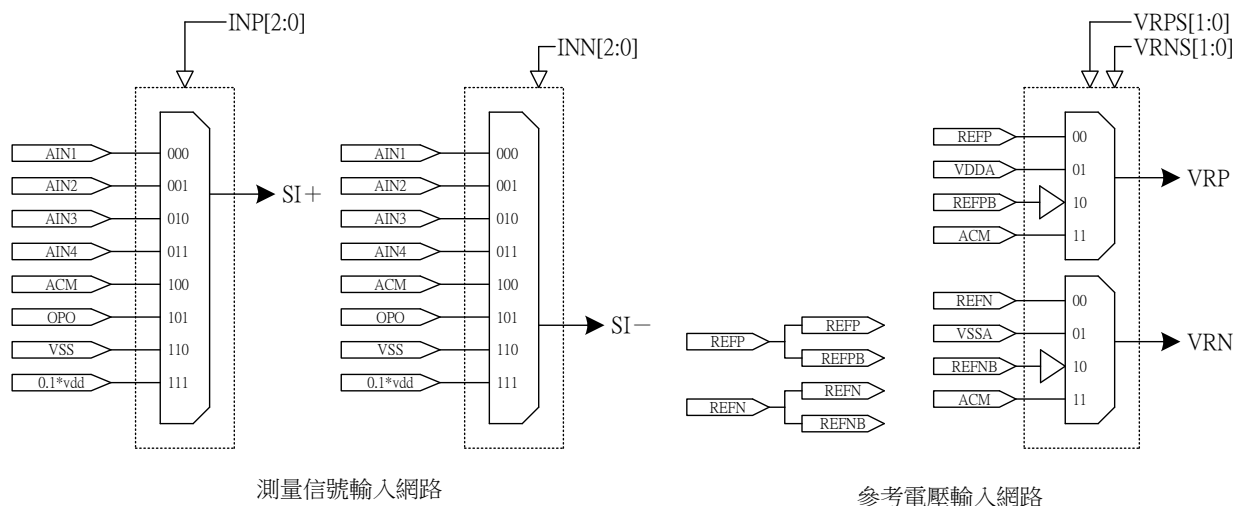 INP[2:0]
AIN1 000
AIN2 001
AIN3 010
AIN4 011
ACM 100
OPO 101
VSS 110
0.1*vdd 111
SI+
INN[2:0]
AIN1 000
AIN2 001
AIN3 010
AIN4 011
ACM 100
OPO 101
VSS 110
0.1*vdd 111
SI−
測量信號輸入網路
REFP
REFP
REFPB
REFN
REFN
REFNB
VRPS[1:0]
VRNS[1:0]
REFP 00
VDDA 01
REFPB 10
ACM 11
VRP
REFN 00
VSSA 01
REFNB 10
ACM 11
VRN
參考電壓輸入網路